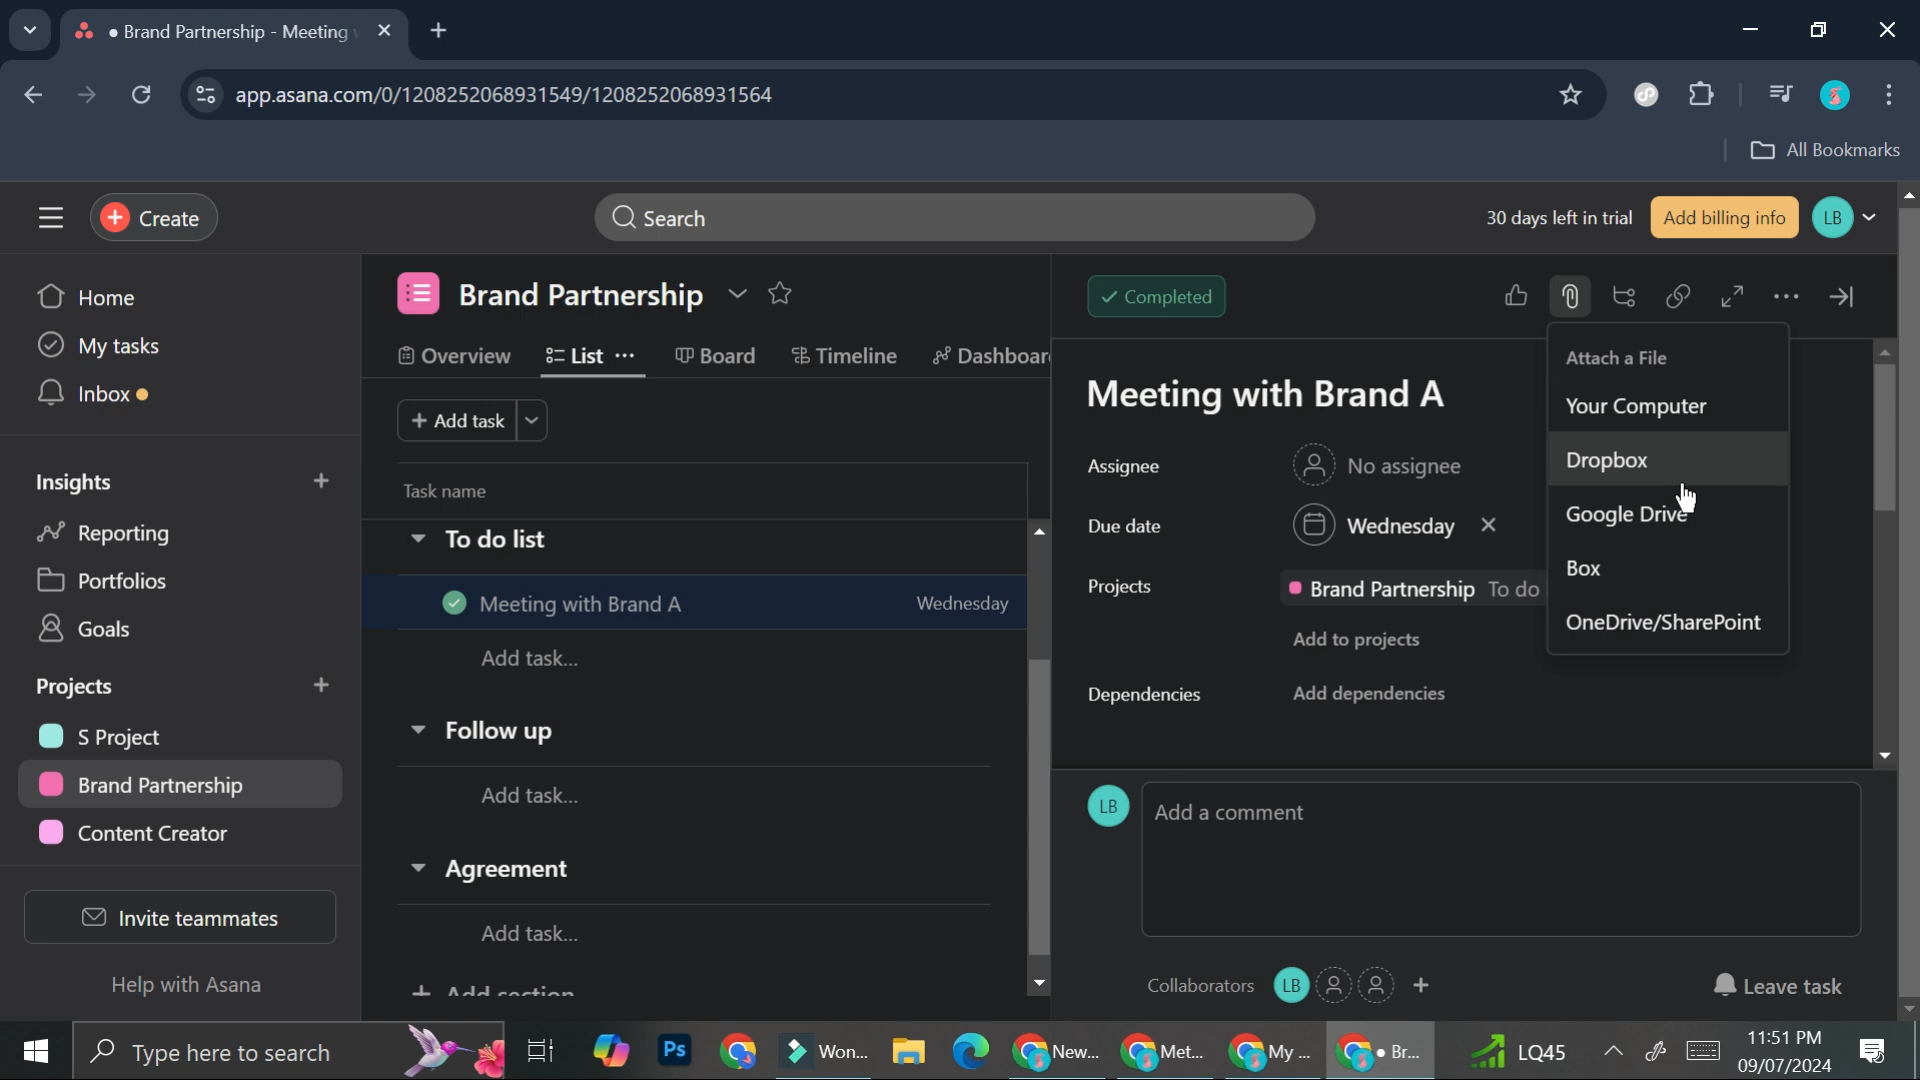 ● Brand Partnership - Meeting
app.asana.com/0/1208252068931549/1208252068931564
All Bookmarks
Create
Search
30 days left in trial
Add billing info
LB
Home
My tasks
Inbox
Insights
Reporting
Portfolios
Goals
Projects
S Project
Brand Partnership
Content Creator
Invite teammates
Help with Asana
Brand Partnership
Overview
List
Board
Timeline
Dashboar
+ Add task
Task name
To do list
Meeting with Brand A
Wednesday
Add task...
Follow up
Add task...
Agreement
Add task...
+ Add section
✓ Completed
Meeting with Brand A
Assignee
No assignee
Due date
Wednesday
Projects
Brand Partnership To do
Add to projects
Dependencies
Add dependencies
Attach a File
Your Computer
Dropbox
Google Drive
Box
OneDrive/SharePoint
LB
Add a comment
Collaborators
LB
Leave task
Type here to search
Ps
Won...
New...
Met...
My ...
● Br...
LQ45
11:51 PM
09/07/2024